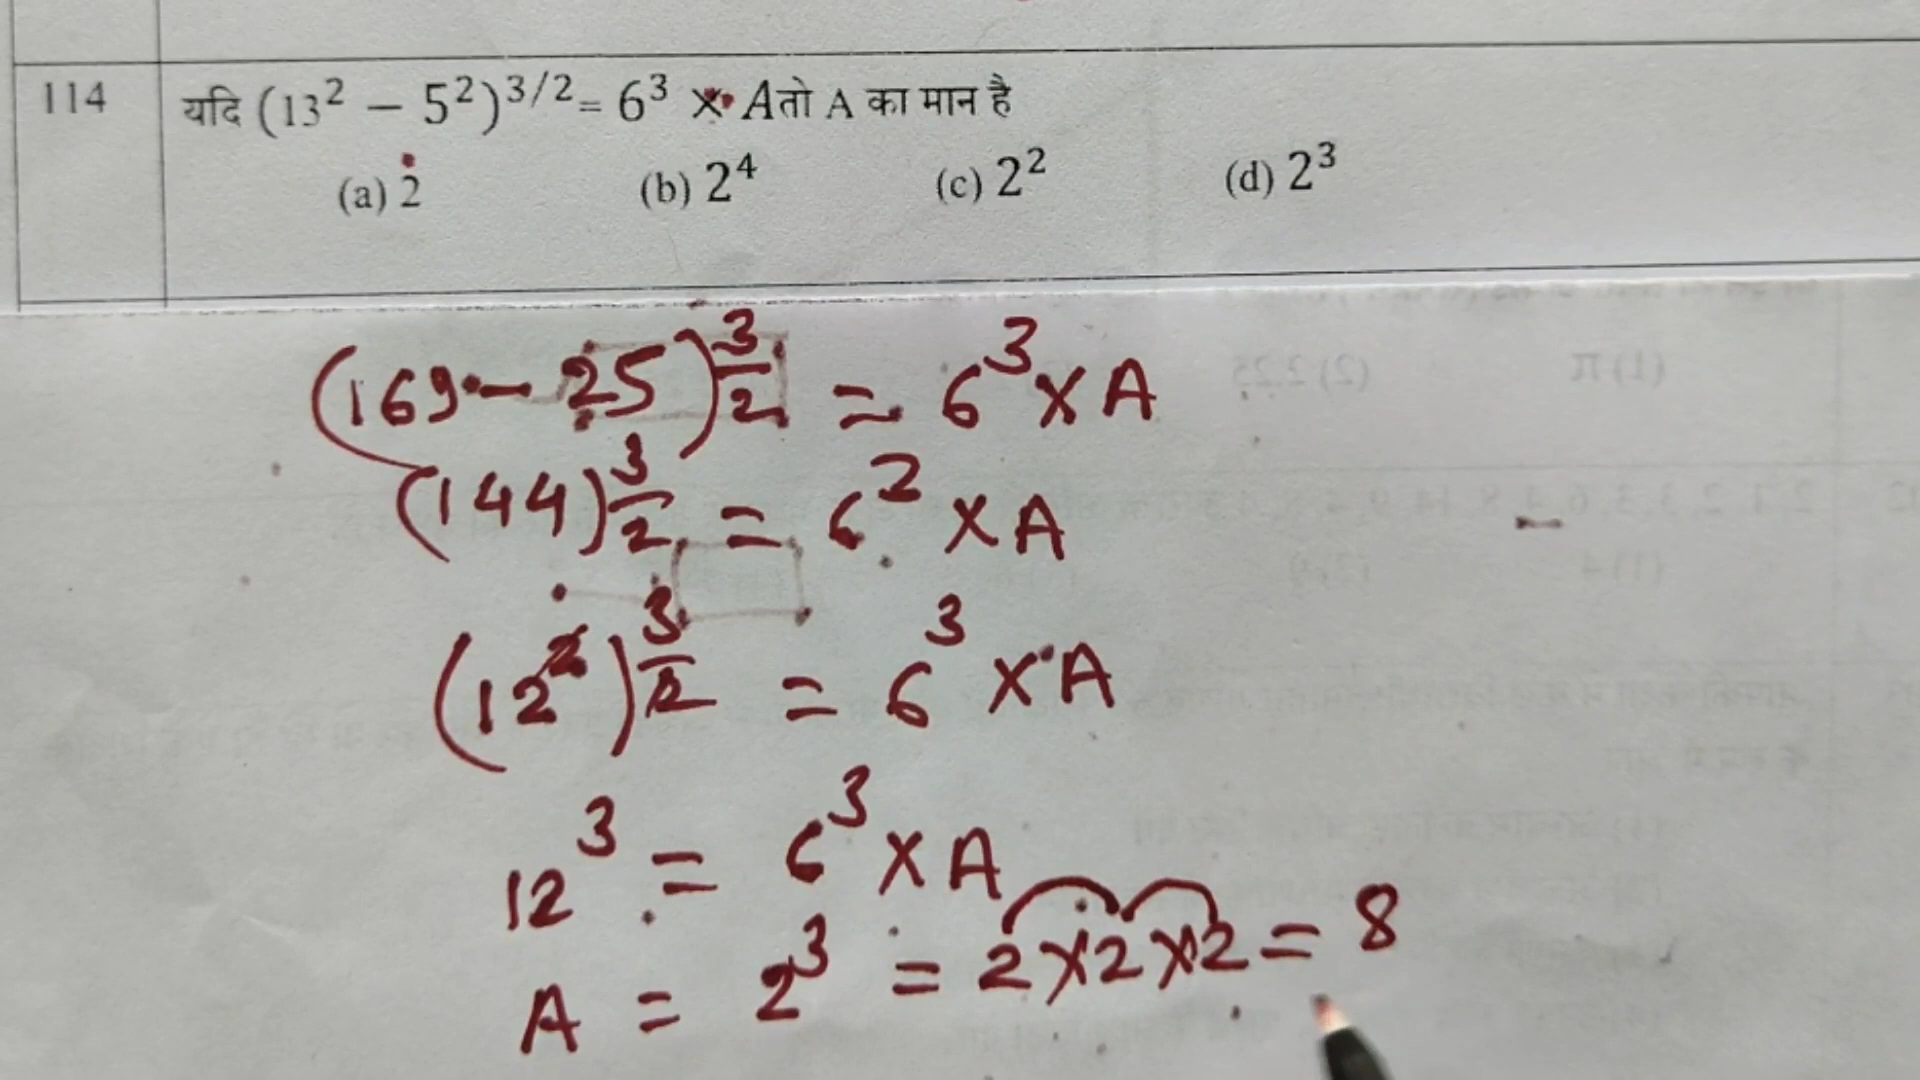 114
यदि (13² – 5²)^3/2 = 6³ × A तो A का मान है
(a) 2 (b) 2⁴ (c) 2² (d) 2³
(169 - 25)^3/2 = 6³ × A
(144)^3/2 = 6² × A
(12²)^3/2 = 6³ × A
12³ = 6³ × A
A = 2³ = 2×2×2 = 8